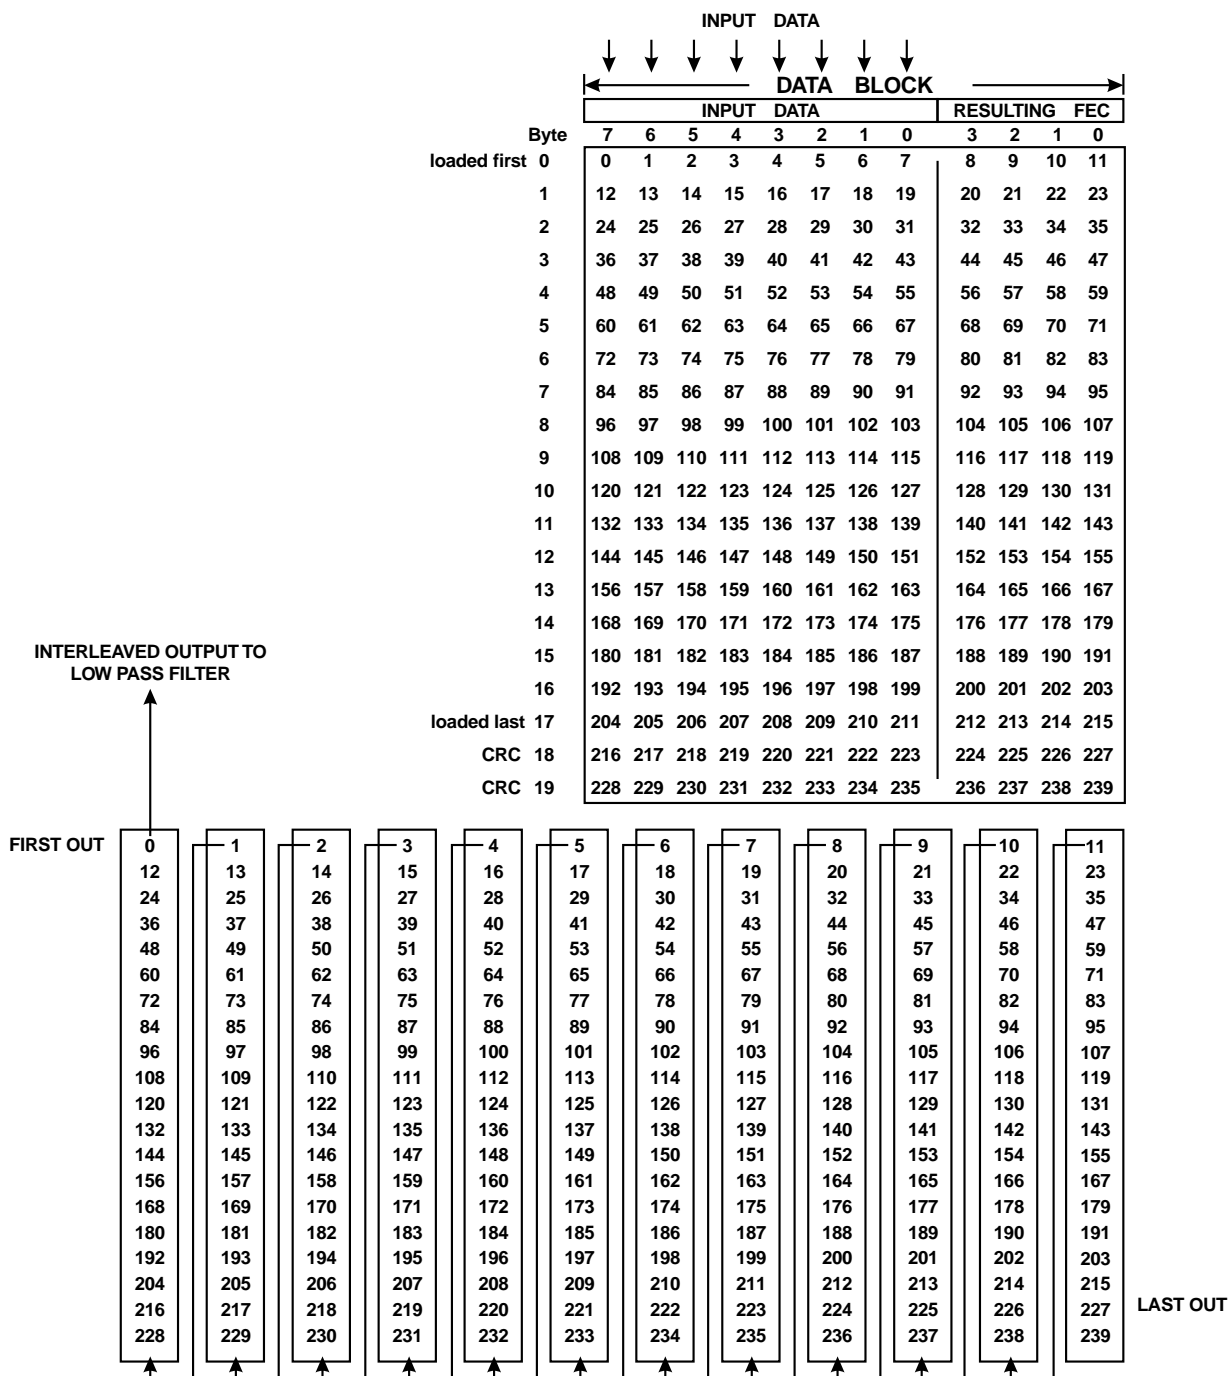 INPUT DATA
DATA BLOCK
INPUT DATA RESULTING FEC
Byte 7 6 5 4 3 2 1 0 3 2 1 0
loaded first 0 0 1 2 3 4 5 6 7 8 9 10 11
1 12 13 14 15 16 17 18 19 20 21 22 23
2 24 25 26 27 28 29 30 31 32 33 34 35
3 36 37 38 39 40 41 42 43 44 45 46 47
4 48 49 50 51 52 53 54 55 56 57 58 59
5 60 61 62 63 64 65 66 67 68 69 70 71
6 72 73 74 75 76 77 78 79 80 81 82 83
7 84 85 86 87 88 89 90 91 92 93 94 95
8 96 97 98 99 100 101 102 103 104 105 106 107
9 108 109 110 111 112 113 114 115 116 117 118 119
10 120 121 122 123 124 125 126 127 128 129 130 131
11 132 133 134 135 136 137 138 139 140 141 142 143
12 144 145 146 147 148 149 150 151 152 153 154 155
13 156 157 158 159 160 161 162 163 164 165 166 167
14 168 169 170 171 172 173 174 175 176 177 178 179
15 180 181 182 183 184 185 186 187 188 189 190 191
16 192 193 194 195 196 197 198 199 200 201 202 203
loaded last 17 204 205 206 207 208 209 210 211 212 213 214 215
CRC 18 216 217 218 219 220 221 222 223 224 225 226 227
CRC 19 228 229 230 231 232 233 234 235 236 237 238 239
INTERLEAVED OUTPUT TO
LOW PASS FILTER
FIRST OUT 0 1 2 3 4 5 6 7 8 9 10 11
12 13 14 15 16 17 18 19 20 21 22 23
24 25 26 27 28 29 30 31 32 33 34 35
36 37 38 39 40 41 42 43 44 45 46 47
48 49 50 51 52 53 54 55 56 57 58 59
60 61 62 63 64 65 66 67 68 69 70 71
72 73 74 75 76 77 78 79 80 81 82 83
84 85 86 87 88 89 90 91 92 93 94 95
96 97 98 99 100 101 102 103 104 105 106 107
108 109 110 111 112 113 114 115 116 117 118 119
120 121 122 123 124 125 126 127 128 129 130 131
132 133 134 135 136 137 138 139 140 141 142 143
144 145 146 147 148 149 150 151 152 153 154 155
156 157 158 159 160 161 162 163 164 165 166 167
168 169 170 171 172 173 174 175 176 177 178 179
180 181 182 183 184 185 186 187 188 189 190 191
192 193 194 195 196 197 198 199 200 201 202 203
204 205 206 207 208 209 210 211 212 213 214 215
216 217 218 219 220 221 222 223 224 225 226 227 LAST OUT
228 229 230 231 232 233 234 235 236 237 238 239